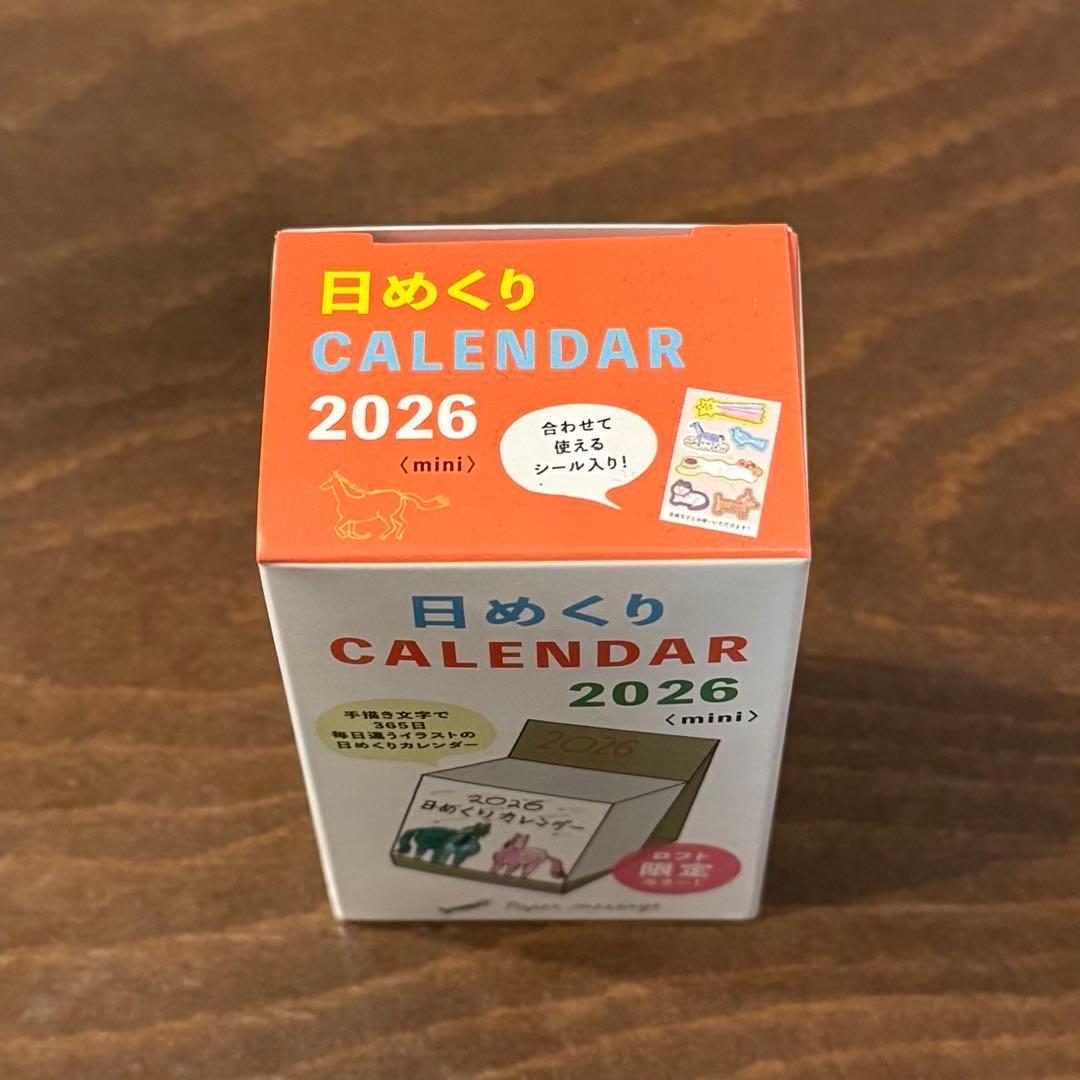 日めくり
CALENDAR
2026
〈mini〉
合わせて
使える
シール入り!
日めくり
CALENDAR
2026
〈mini〉
手描き文字で
365日
毎日違うイラストの
日めくりカレンダー
2026
2026
日めくりカレンダー
ロフト
限定
Paper message